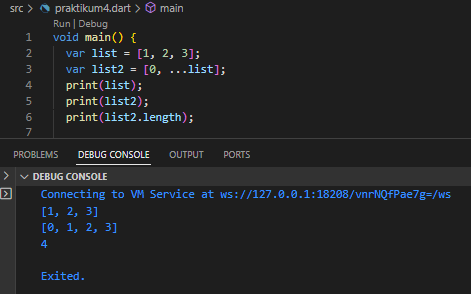 src > praktikum4.dart > main
Run | Debug
1 void main() {
2 var list = [1, 2, 3];
3 var list2 = [0, ...list];
4 print(list);
5 print(list2);
6 print(list2.length);
7
PROBLEMS DEBUG CONSOLE OUTPUT PORTS
DEBUG CONSOLE
Connecting to VM Service at ws://127.0.0.1:18208/vnrNQfPae7g=/ws
[1, 2, 3]
[0, 1, 2, 3]
4
Exited.